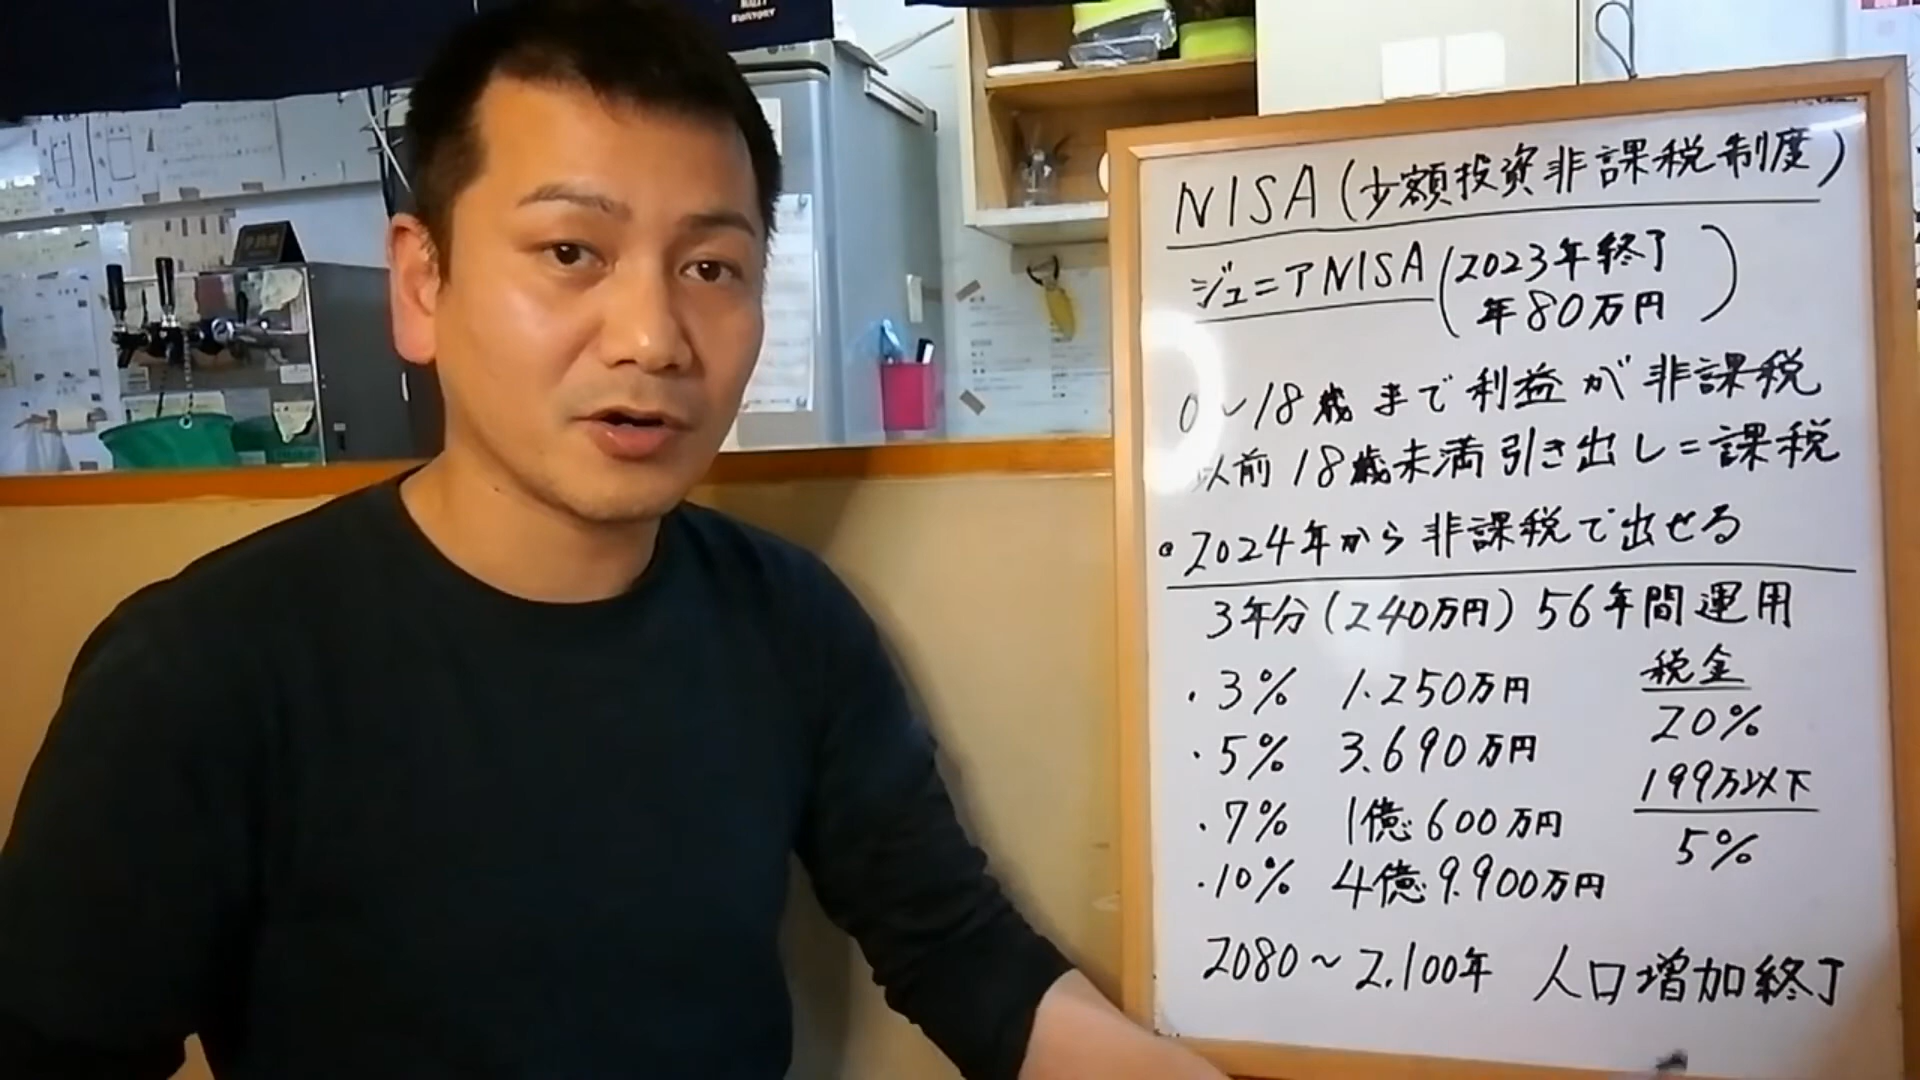 NISA(少額投資非課税制度)
ジュニアNISA(2023年終了
年80万円)
0~18歳まで利益が非課税
以前18歳未満引き出し=課税
・2024年から非課税で出せる
3年分(240万円)56年間運用
税金
・3% 1.250万円
20%
・5% 3.690万円
199万以下
・7% 1億600万円
5%
・10% 4億9.900万円
2080~2.100年 人口増加終了